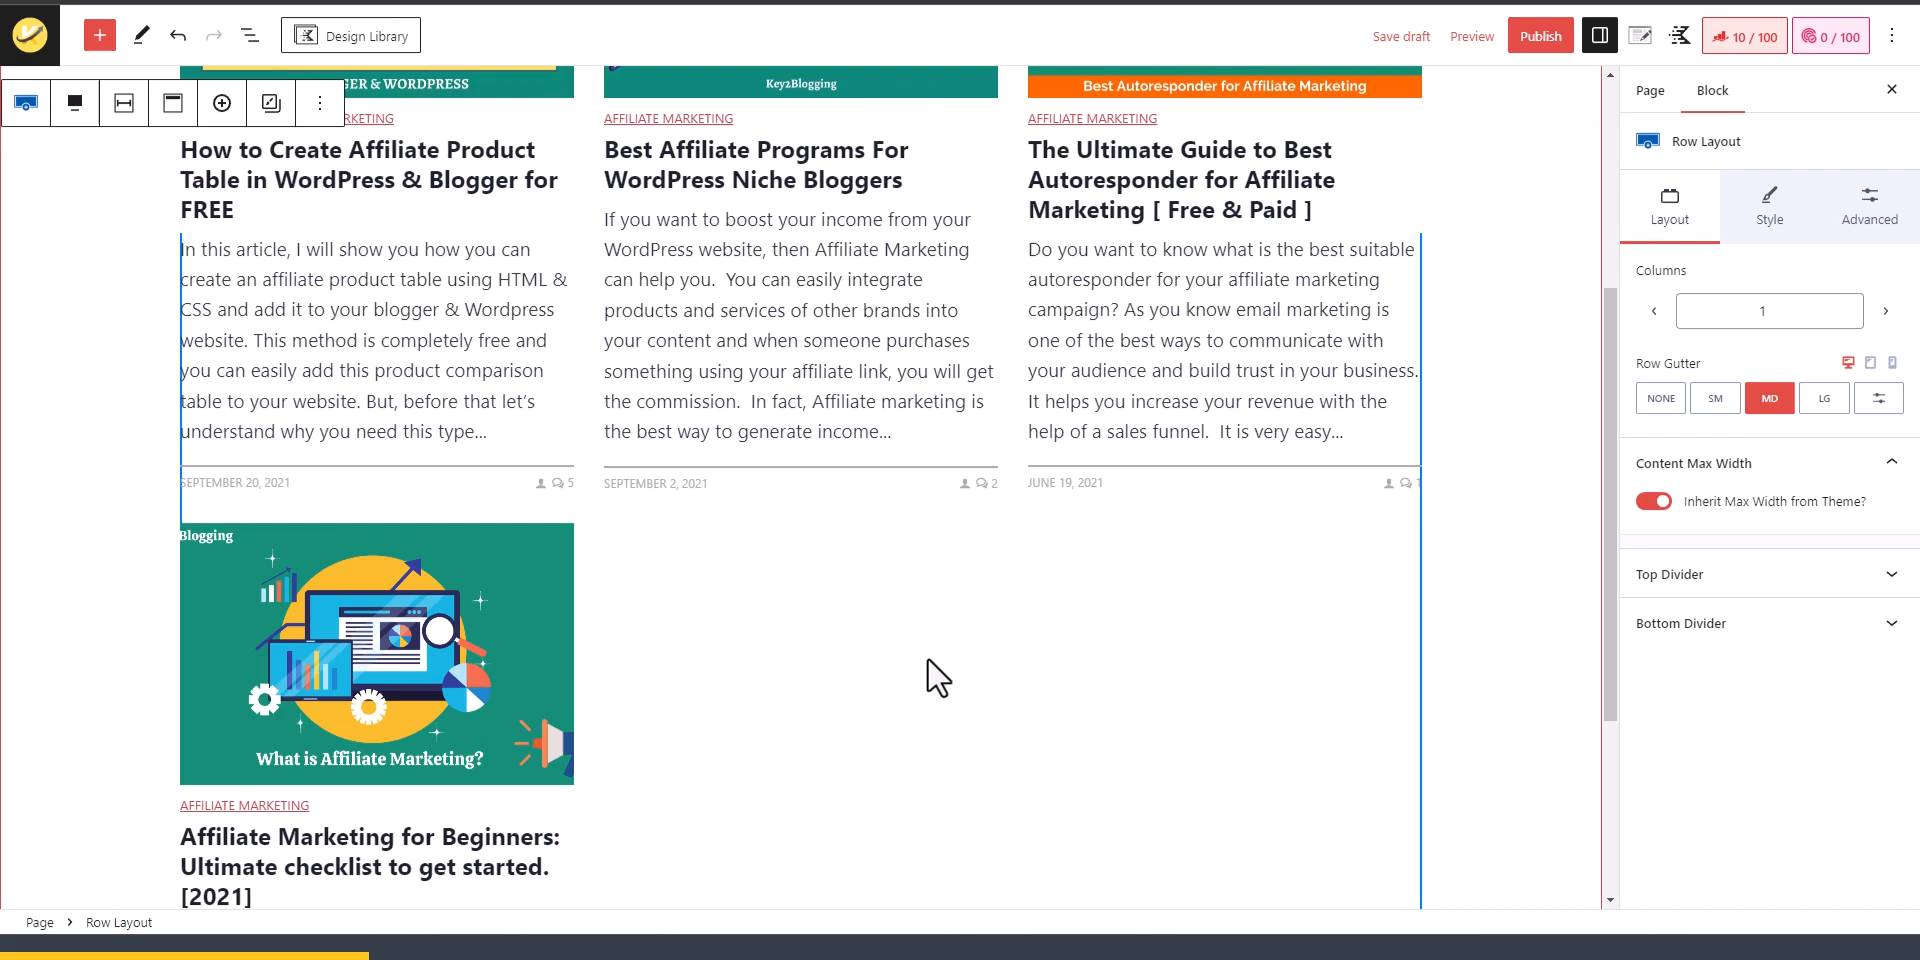 Design Library
Save draft
Preview
Publish
10 / 100
0 / 100
GER & WORDPRESS
Key2Blogging
Best Autoresponder for Affiliate Marketing
RKETING
AFFILIATE MARKETING
AFFILIATE MARKETING
How to Create Affiliate Product
Table in WordPress & Blogger for
FREE
In this article, I will show you how you can
create an affiliate product table using HTML &
CSS and add it to your blogger & Wordpress
website. This method is completely free and
you can easily add this product comparison
table to your website. But, before that let's
understand why you need this type...
SEPTEMBER 20, 2021
5
Best Affiliate Programs For
WordPress Niche Bloggers
If you want to boost your income from your
WordPress website, then Affiliate Marketing
can help you.  You can easily integrate
products and services of other brands into
your content and when someone purchases
something using your affiliate link, you will get
the commission.  In fact, Affiliate marketing is
the best way to generate income...
SEPTEMBER 2, 2021
2
The Ultimate Guide to Best
Autoresponder for Affiliate
Marketing [ Free & Paid ]
Do you want to know what is the best suitable
autoresponder for your affiliate marketing
campaign? As you know email marketing is
one of the best ways to communicate with
your audience and build trust in your business.
It helps you increase your revenue with the
help of a sales funnel.  It is very easy...
JUNE 19, 2021
1
Blogging
What is Affiliate Marketing?
AFFILIATE MARKETING
Affiliate Marketing for Beginners:
Ultimate checklist to get started.
[2021]
Page
Block
Row Layout
Layout
Style
Advanced
Columns
1
Row Gutter
NONE
SM
MD
LG
Content Max Width
Inherit Max Width from Theme?
Top Divider
Bottom Divider
Page
Row Layout